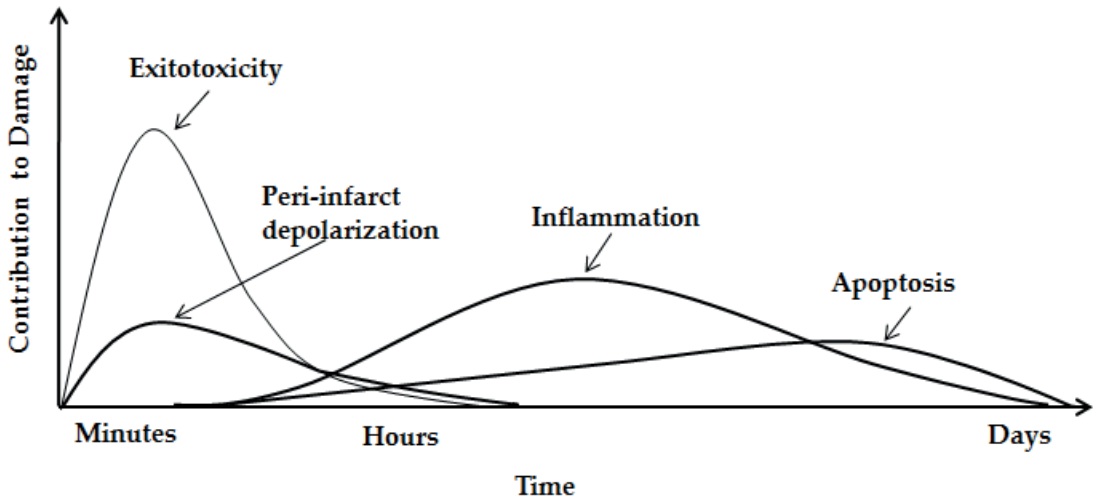 Exitotoxicity
Peri-infarct
depolarization
Inflammation
Apoptosis
Contribution to Damage
Minutes
Hours
Days
Time